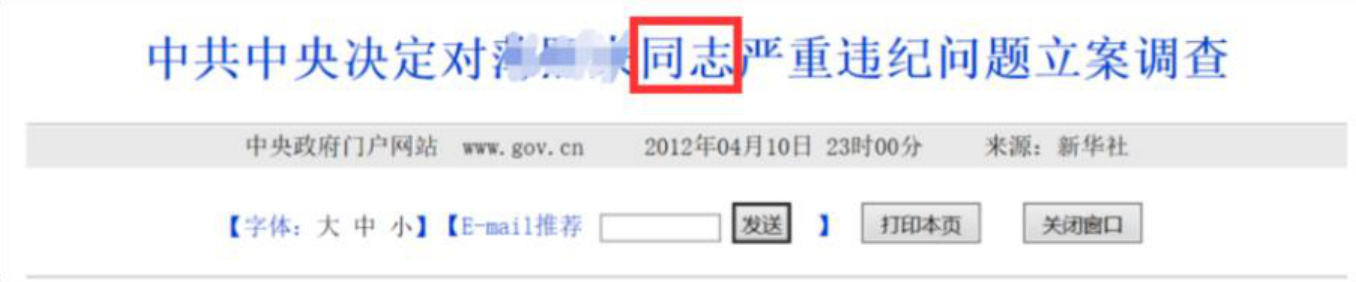 中共中央决定对同志严重违纪问题立案调查
中央政府门户网站 www.gov.cn 2012年04月10日 23时00分 来源：新华社
【字体：大 中 小】【E-mail推荐 发送 】 打印本页 关闭窗口